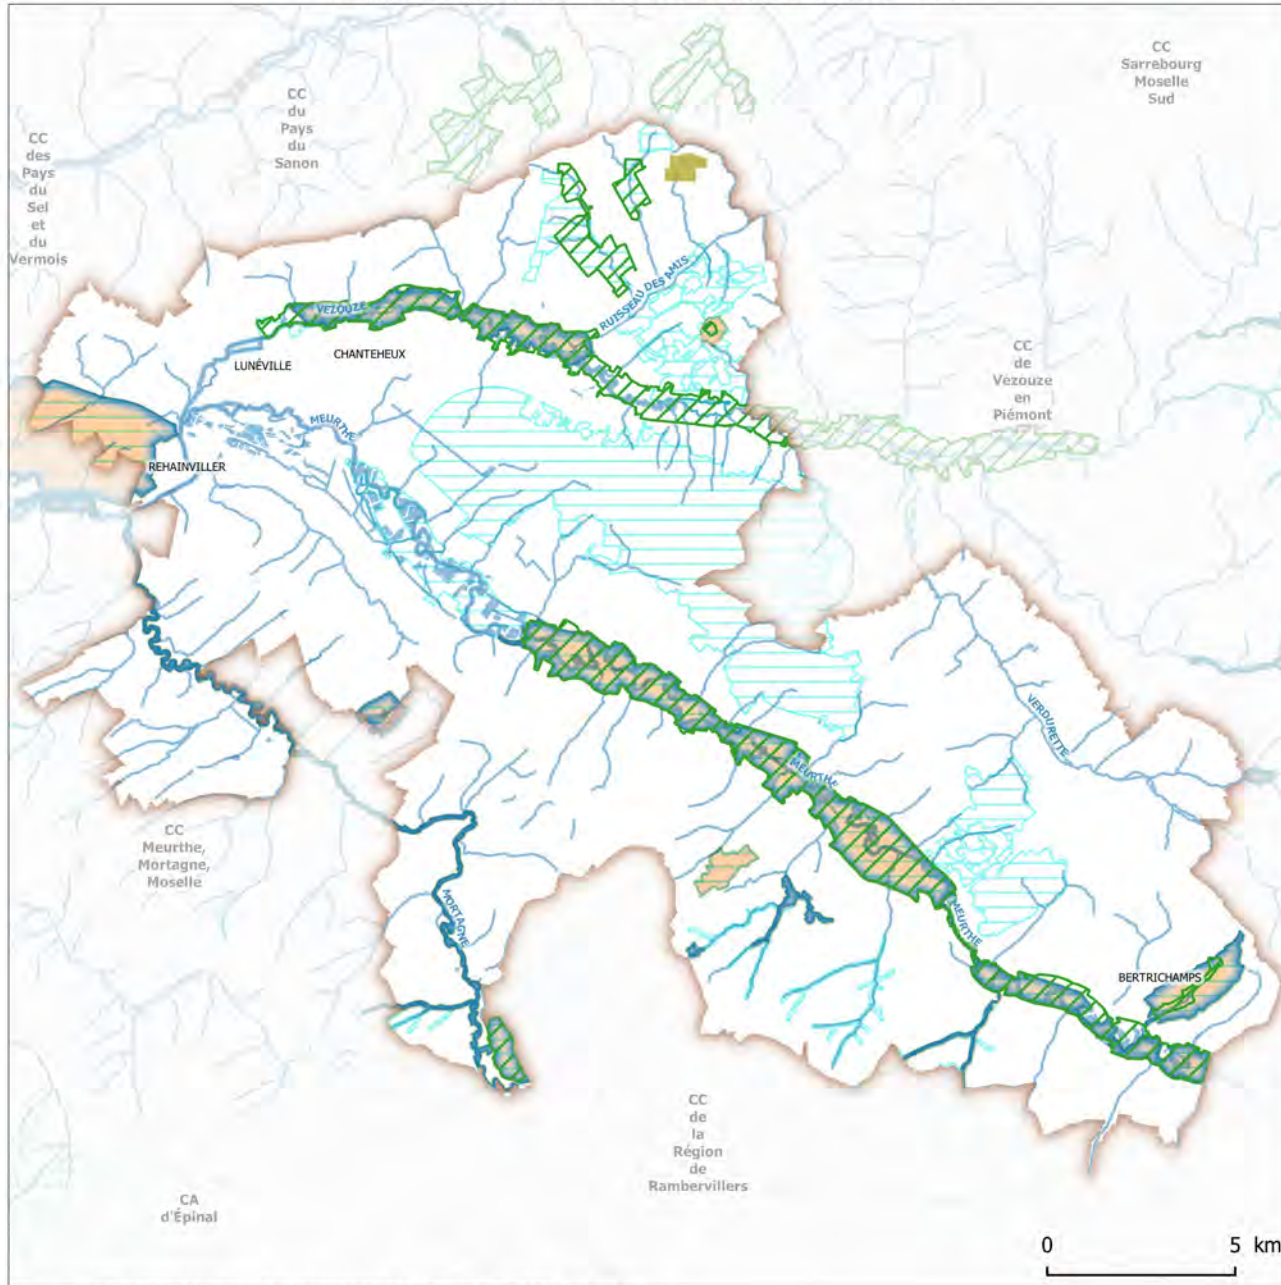 CC
Sarrebourg
Moselle
Sud
CC
du
Pays
du
Sanon
CC
des
Pays
du
Sel
et
du
Vermois
RUISSEAU DES AMIS
VEZOUZE
CHANTEHEUX
LUNÉVILLE
CC
de
Vezouze
en
Piémont
MEURTHE
REHAINVILLER
VERDURETTE
MEURTHE
CC
Meurthe,
Mortagne,
Moselle
MORTAGNE
MEURTHE
BERTRICHAMPS
CC
de
la
Région
de
Rambervillers
CA
d'Épinal
0 5 km